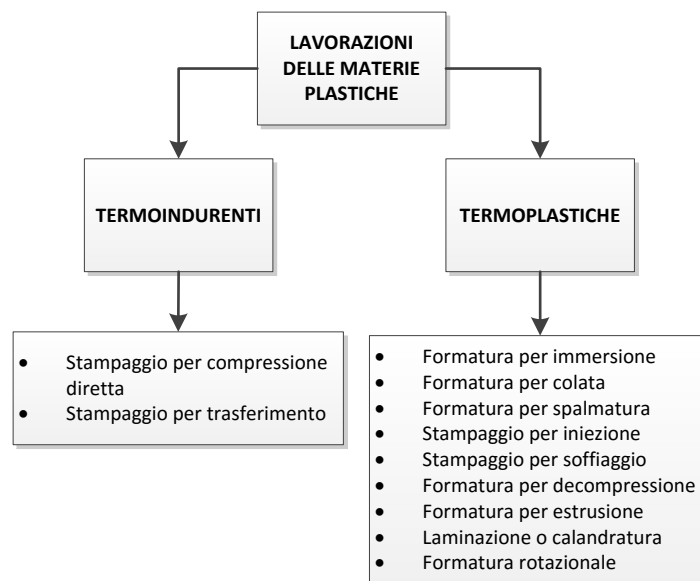 LAVORAZIONI
DELLE MATERIE
PLASTICHE
TERMOINDURENTI
TERMOPLASTICHE
• Stampaggio per compressione
diretta
• Stampaggio per trasferimento
• Formatura per immersione
• Formatura per colata
• Formatura per spalmatura
• Stampaggio per iniezione
• Stampaggio per soffiaggio
• Formatura per decompressione
• Formatura per estrusione
• Laminazione o calandratura
• Formatura rotazionale